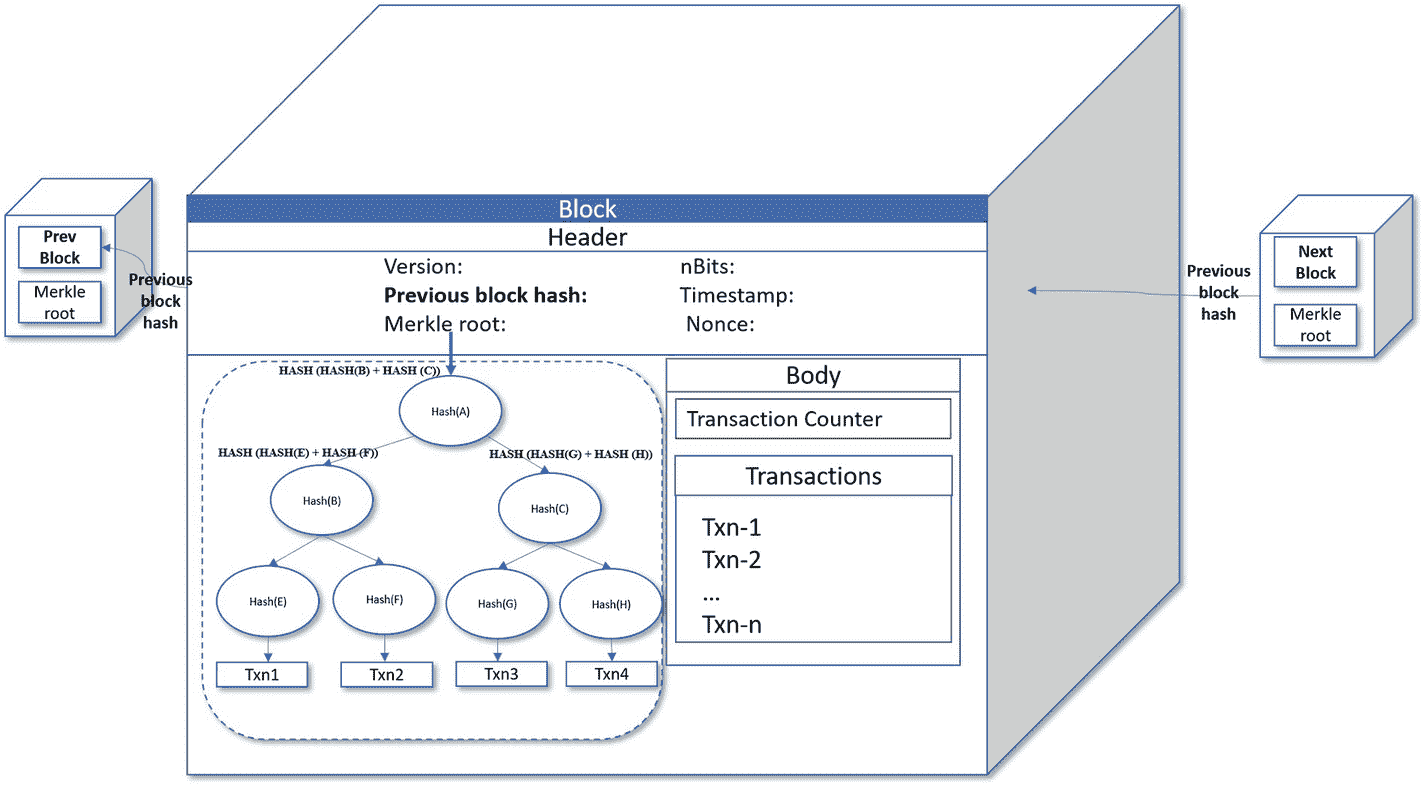 Block
Header
Version:
Previous block hash:
Merkle root:
nBits:
Timestamp:
Nonce:
Prev
Block
Merkle
root
Previous
block
hash
HASH (HASH(B) + HASH (C))
Hash(A)
HASH (HASH(E) + HASH (F))
HASH (HASH(G) + HASH (H))
Hash(B)
Hash(C)
Hash(E)
Hash(F)
Hash(G)
Hash(H)
Txn1
Txn2
Txn3
Txn4
Body
Transaction Counter
Transactions
Txn-1
Txn-2
...
Txn-n
Previous
block
hash
Next
Block
Merkle
root